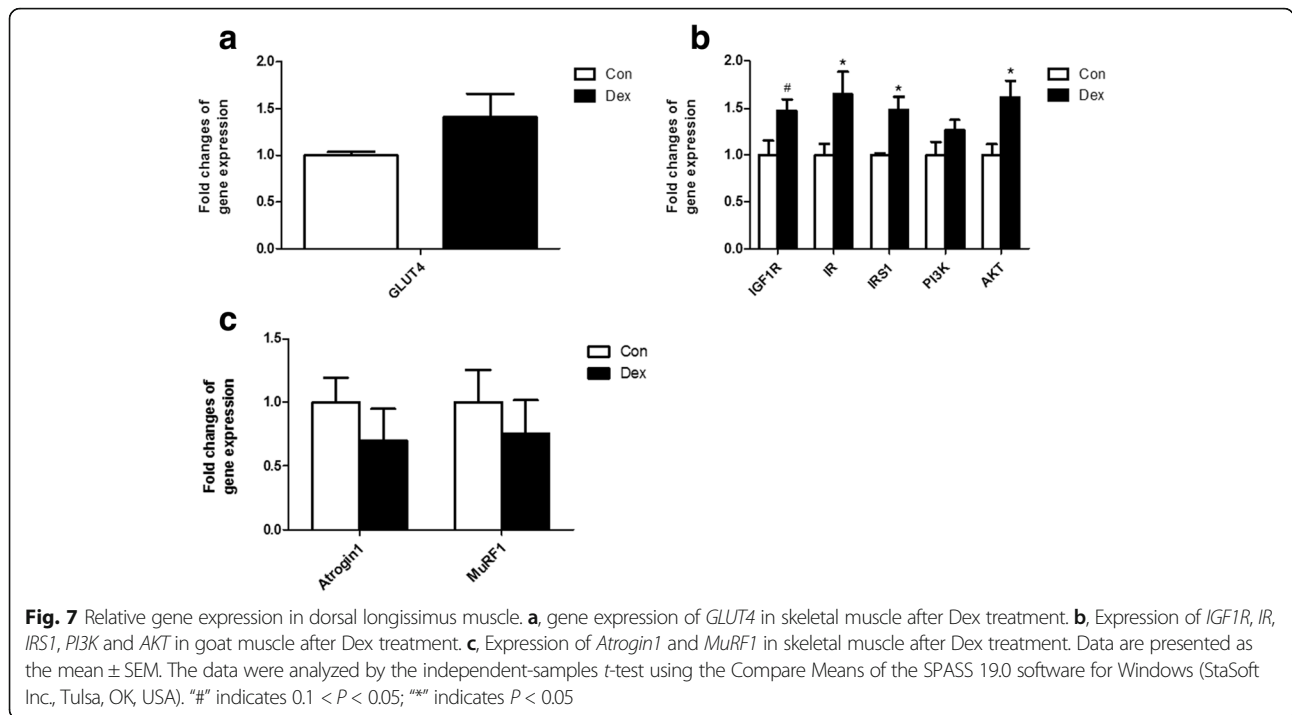 a
2.0
1.5
1.0
0.5
0.0
Fold changes of
gene expression
GLUT4
Con
Dex
b
2.0
1.5
1.0
0.5
0.0
Fold changes of
gene expression
# * * *
IGF1R
IR
IRS1
PI3K
AKT
Con
Dex
c
1.5
1.0
0.5
0.0
Fold changes of
gene expression
Atrogin1
MuRF1
Con
Dex
Fig. 7 Relative gene expression in dorsal longissimus muscle. a, gene expression of GLUT4 in skeletal muscle after Dex treatment. b, Expression of IGF1R, IR,
IRS1, PI3K and AKT in goat muscle after Dex treatment. c, Expression of Atrogin1 and MuRF1 in skeletal muscle after Dex treatment. Data are presented as
the mean ± SEM. The data were analyzed by the independent-samples t-test using the Compare Means of the SPASS 19.0 software for Windows (StaSoft
Inc., Tulsa, OK, USA). “#” indicates 0.1 < P < 0.05; “*” indicates P < 0.05